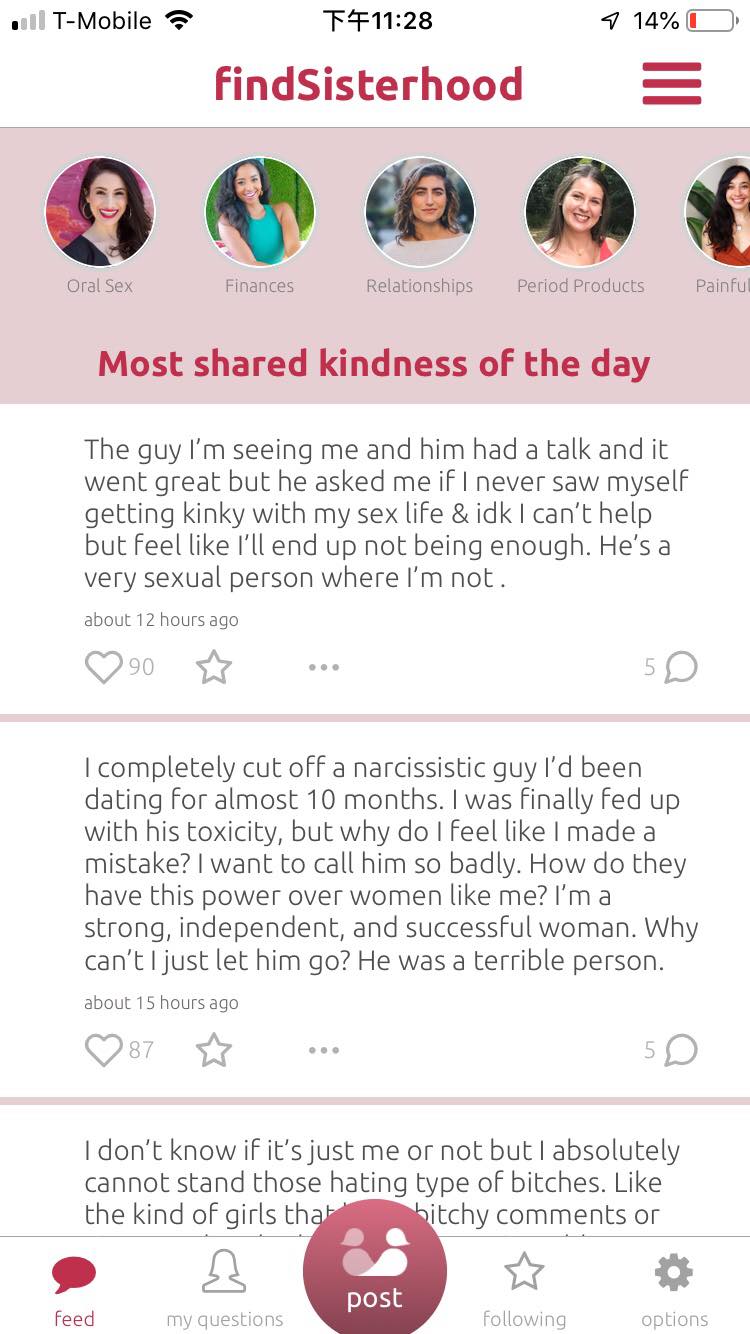 T-Mobile 下午11:28 14%
findSisterhood
Oral Sex Finances Relationships Period Products Painful
Most shared kindness of the day
The guy I'm seeing me and him had a talk and it
went great but he asked me if I never saw myself
getting kinky with my sex life & idk I can't help
but feel like I'll end up not being enough. He's a
very sexual person where I'm not .
about 12 hours ago
90 5
I completely cut off a narcissistic guy I'd been
dating for almost 10 months. I was finally fed up
with his toxicity, but why do I feel like I made a
mistake? I want to call him so badly. How do they
have this power over women like me? I'm a
strong, independent, and successful woman. Why
can't I just let him go? He was a terrible person.
about 15 hours ago
87 5
I don't know if it's just me or not but I absolutely
cannot stand those hating type of bitches. Like
the kind of girls that bitchy comments or
feed my questions post following options